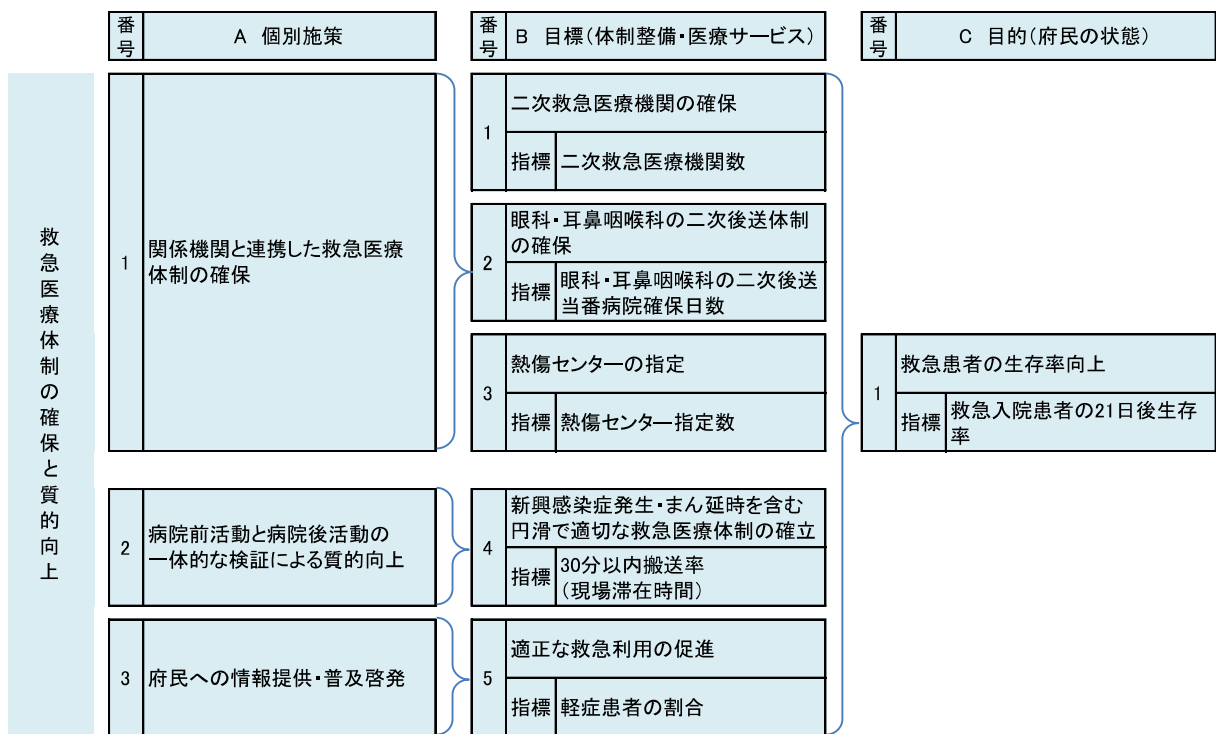 番号
A 個別施策
番号
B 目標(体制整備・医療サービス)
番号
C 目的(府民の状態)
救急医療体制の確保と質的向上
1
関係機関と連携した救急医療
体制の確保
1
二次救急医療機関の確保
指標
二次救急医療機関数
2
眼科・耳鼻咽喉科の二次後送体制
の確保
指標
眼科・耳鼻咽喉科の二次後送
当番病院確保日数
3
熱傷センターの指定
指標
熱傷センター指定数
2
病院前活動と病院後活動の
一体的な検証による質的向上
4
新興感染症発生・まん延時を含む
円滑で適切な救急医療体制の確立
指標
30分以内搬送率
(現場滞在時間)
3
府民への情報提供・普及啓発
5
適正な救急利用の促進
指標
軽症患者の割合
1
救急患者の生存率向上
指標
救急入院患者の21日後生存
率